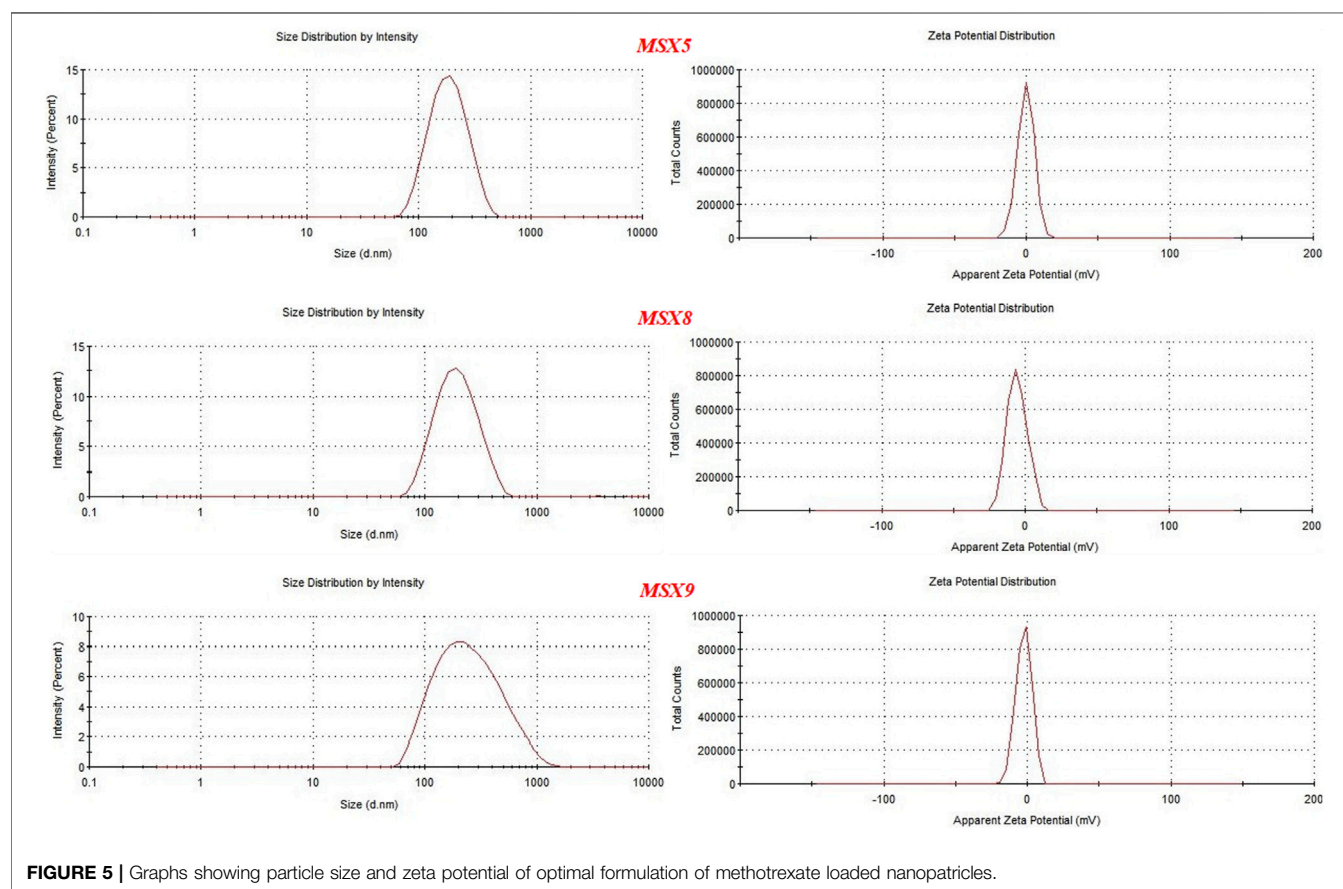 Size Distribution by Intensity
MSX5
Zeta Potential Distribution
15
10
5
0
Intensity (Percent)
0.1 1 10 100 1000 10000
Size (d.nm)
1000000
800000
600000
400000
200000
0
Total Counts
-100 0 100 200
Apparent Zeta Potential (mV)
Size Distribution by Intensity
MSX8
Zeta Potential Distribution
15
10
5
0
Intensity (Percent)
0.1 1 10 100 1000 10000
Size (d.nm)
1000000
800000
600000
400000
200000
0
Total Counts
-100 0 100 200
Apparent Zeta Potential (mV)
Size Distribution by Intensity
MSX9
Zeta Potential Distribution
10
8
6
4
2
0
Intensity (Percent)
0.1 1 10 100 1000 10000
Size (d.nm)
1000000
800000
600000
400000
200000
0
Total Counts
-100 0 100 200
Apparent Zeta Potential (mV)
FIGURE 5 | Graphs showing particle size and zeta potential of optimal formulation of methotrexate loaded nanopatricles.